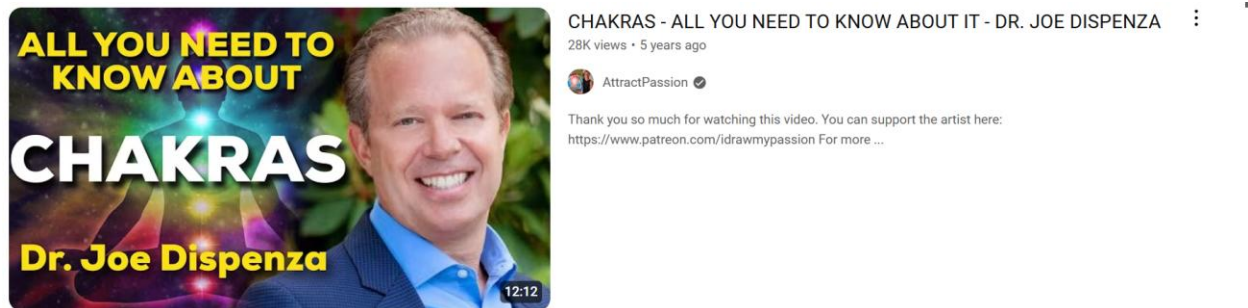 ALL YOU NEED TO
KNOW ABOUT
CHAKRAS
Dr. Joe Dispenza
12:12
CHAKRAS - ALL YOU NEED TO KNOW ABOUT IT - DR. JOE DISPENZA
28K views • 5 years ago
AttractPassion
Thank you so much for watching this video. You can support the artist here:
https://www.patreon.com/idrawmypassion For more ...